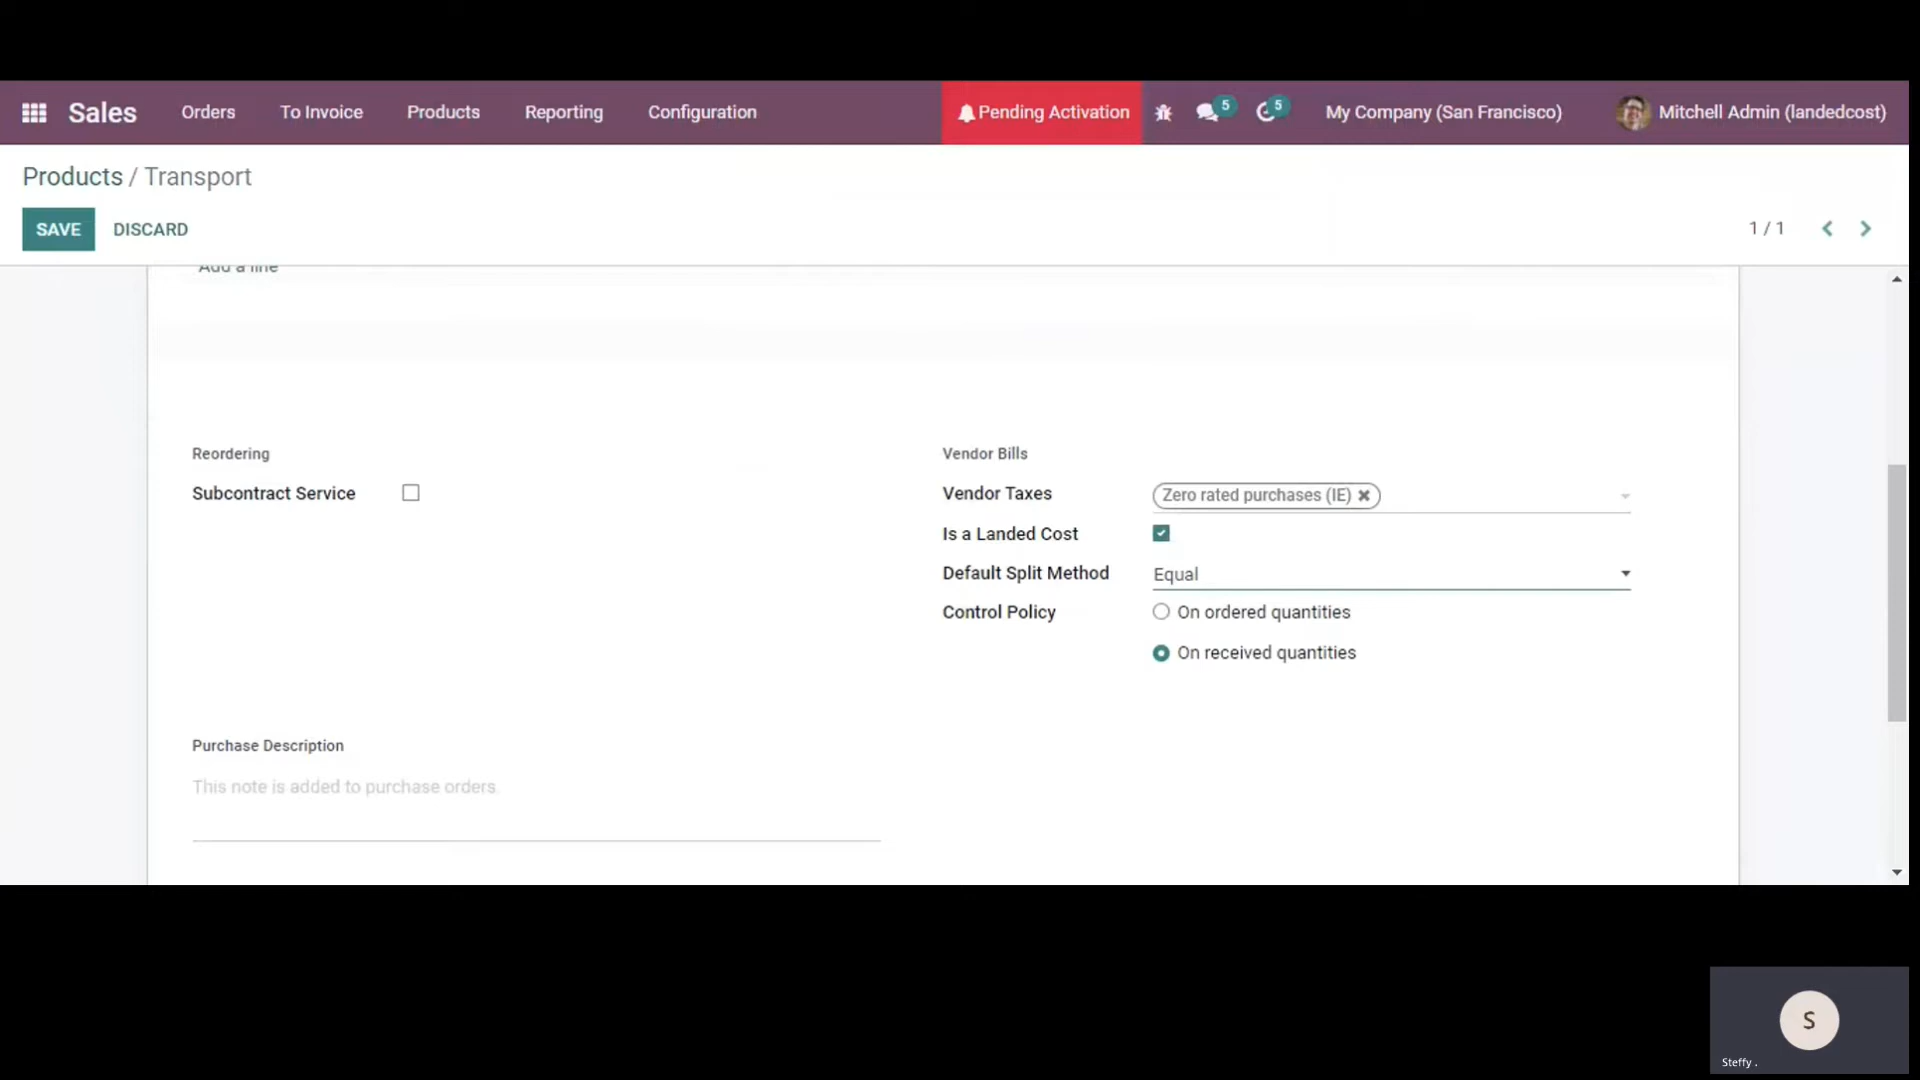 Sales Orders To Invoice Products Reporting Configuration Pending Activation 5 5 My Company (San Francisco) Mitchell Admin (landedcost)
Products / Transport
SAVE DISCARD 1 / 1
Add a line
Reordering
Subcontract Service
Vendor Bills
Vendor Taxes Zero rated purchases (IE) ✖
Is a Landed Cost
Default Split Method Equal
Control Policy On ordered quantities
On received quantities
Purchase Description
This note is added to purchase orders.
S
Steffy .